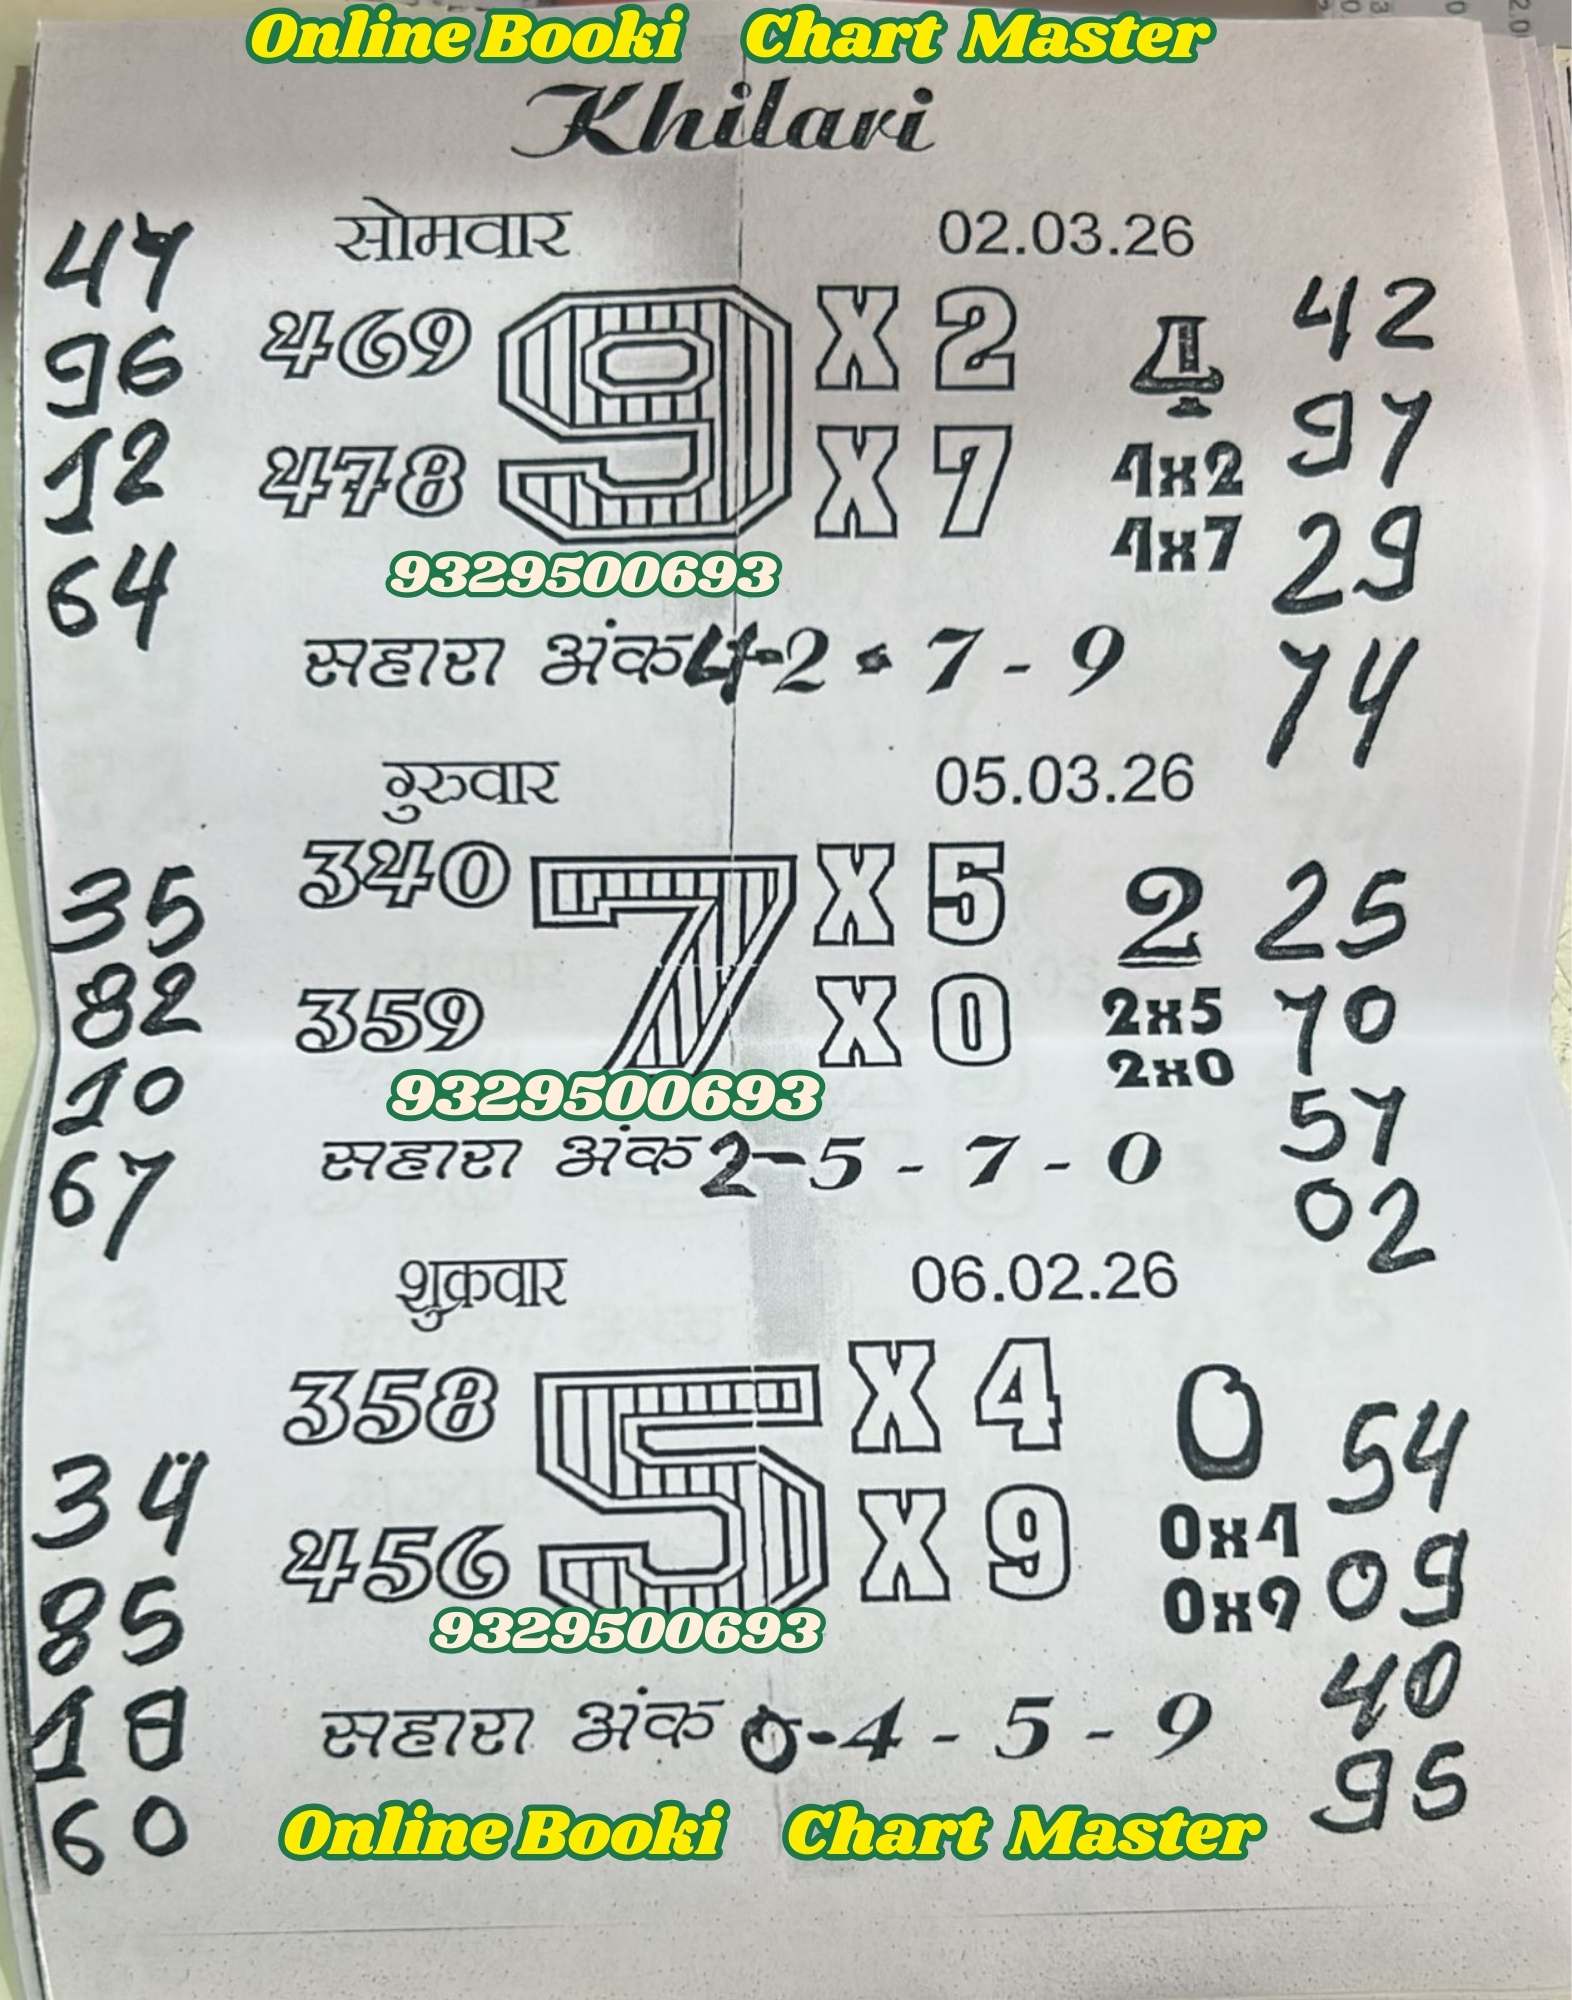 Online Booki Chart Master
Khilari
सोमवार 02.03.26
47
96
12
64
469 9 X 2
478 X 7
4
4x2
4x7
42
97
29
74
9329500693
सहारा अंक 4-2-7-9
गुरुवार 05.03.26
35
82
10
67
340 7 X 5
359 X 0
2
2x5
2x0
25
70
57
02
9329500693
सहारा अंक 2-5-7-0
शुक्रवार 06.02.26
34
85
18
60
358 5 X 4
456 X 9
0
0x4
0x9
54
09
40
95
9329500693
सहारा अंक 0-4-5-9
Online Booki Chart Master